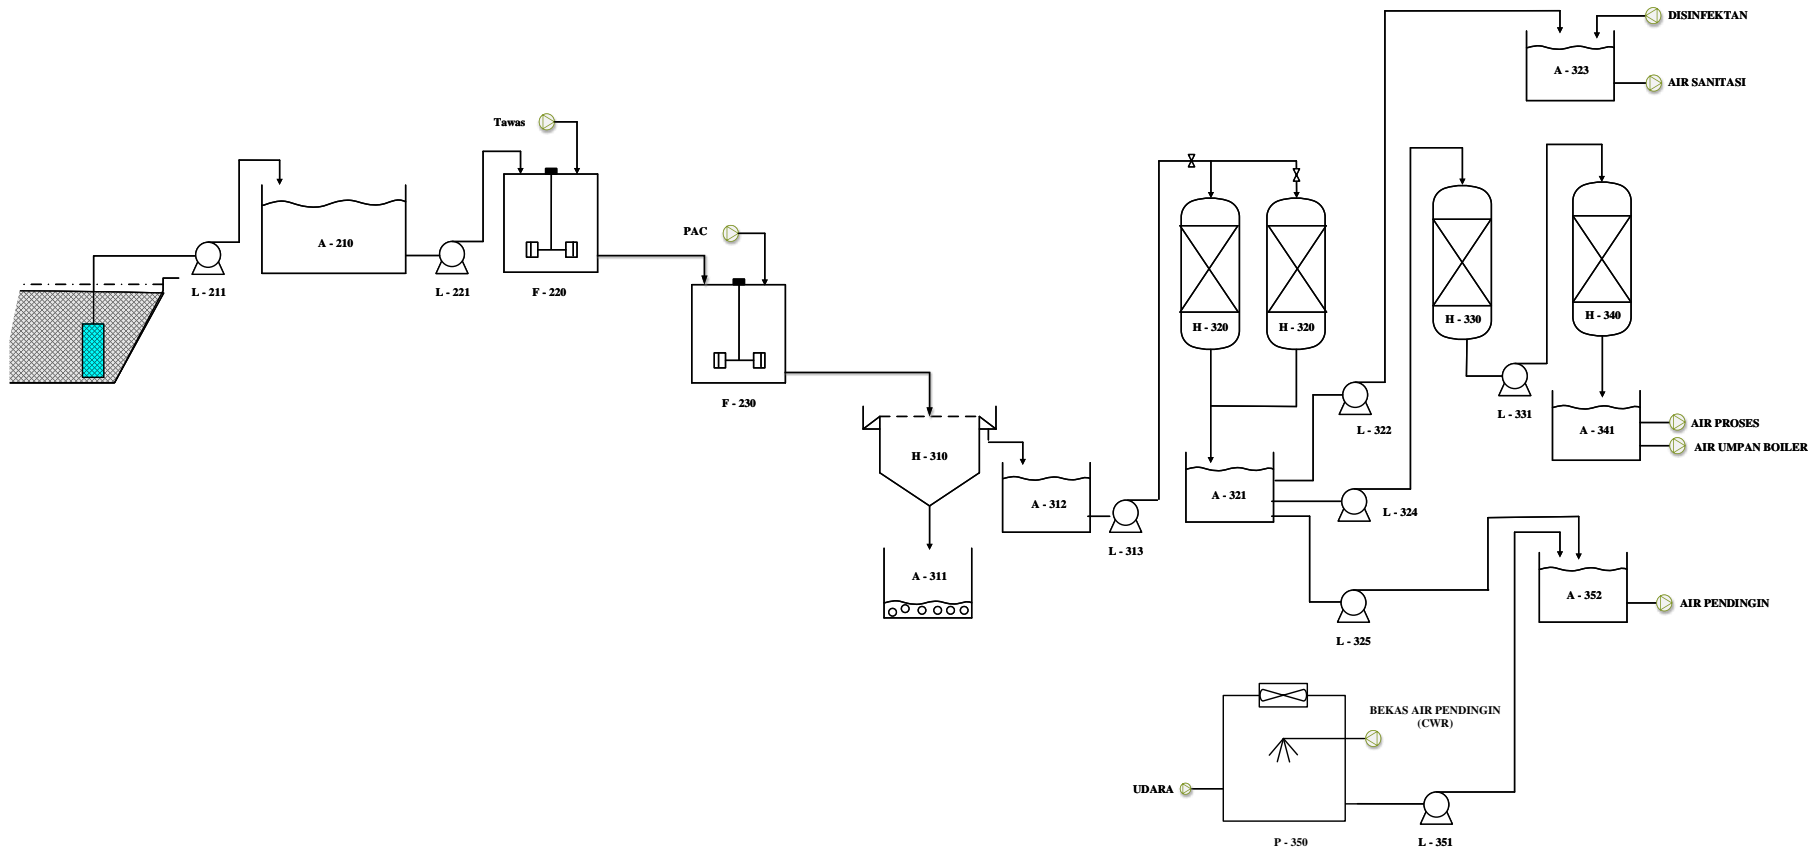 DISINFEKTAN
A - 323
AIR SANITASI
Tawas
A - 210
L - 211
L - 221
F - 220
PAC
F - 230
H - 310
A - 311
A - 312
L - 313
H - 320
H - 320
A - 321
L - 322
L - 324
L - 325
H - 330
L - 331
H - 340
A - 341
AIR PROSES
AIR UMPAN BOILER
A - 352
AIR PENDINGIN
BEKAS AIR PENDINGIN
(CWR)
UDARA
P - 350
L - 351